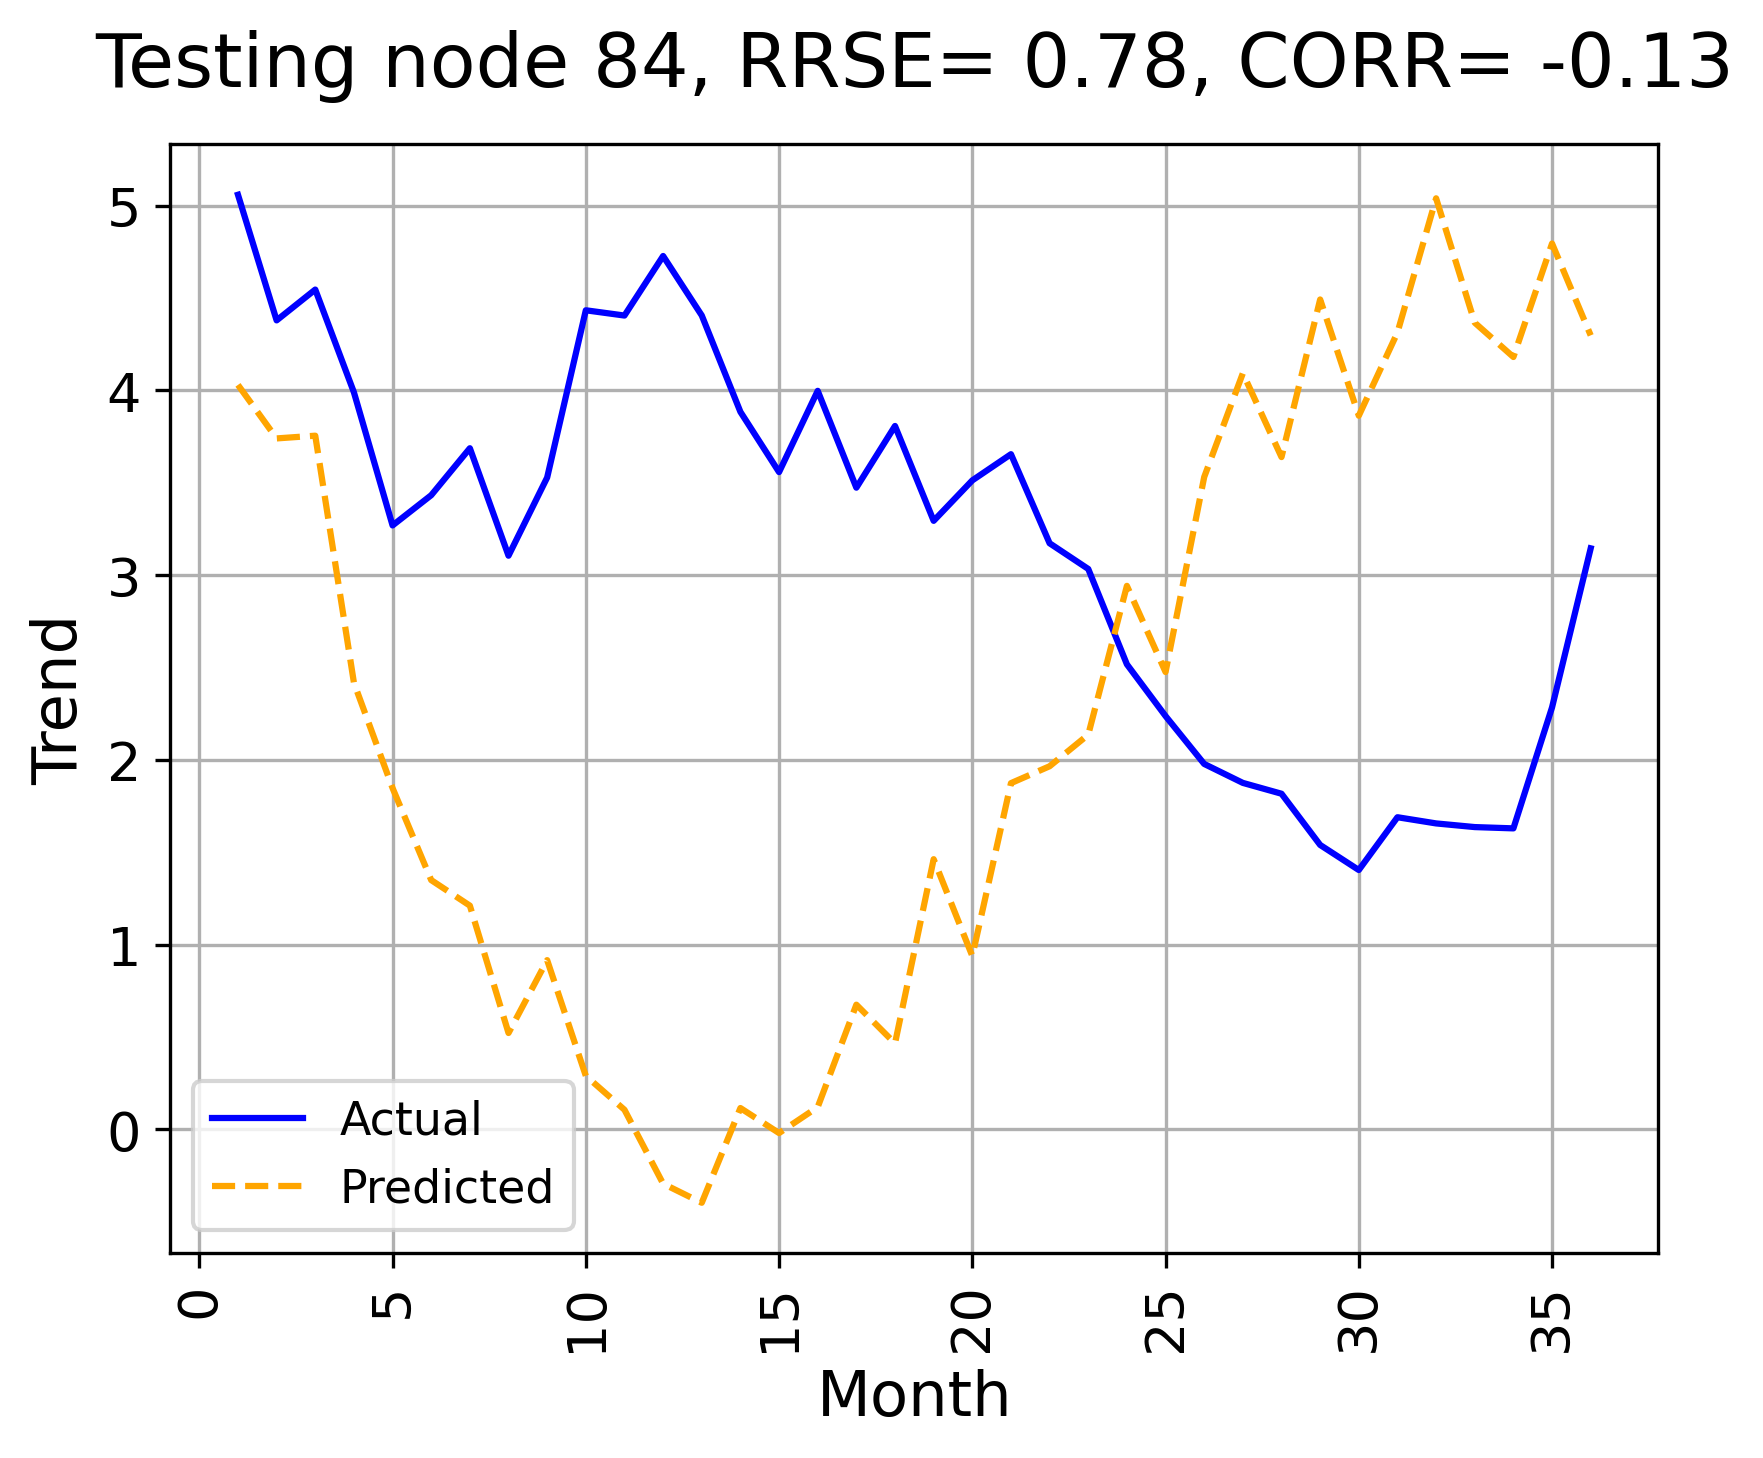 Testing node 84, RRSE= 0.78, CORR= -0.13
Trend
5
4
3
2
1
0
Actual
Predicted
0 5 10 15 20 25 30 35
Month